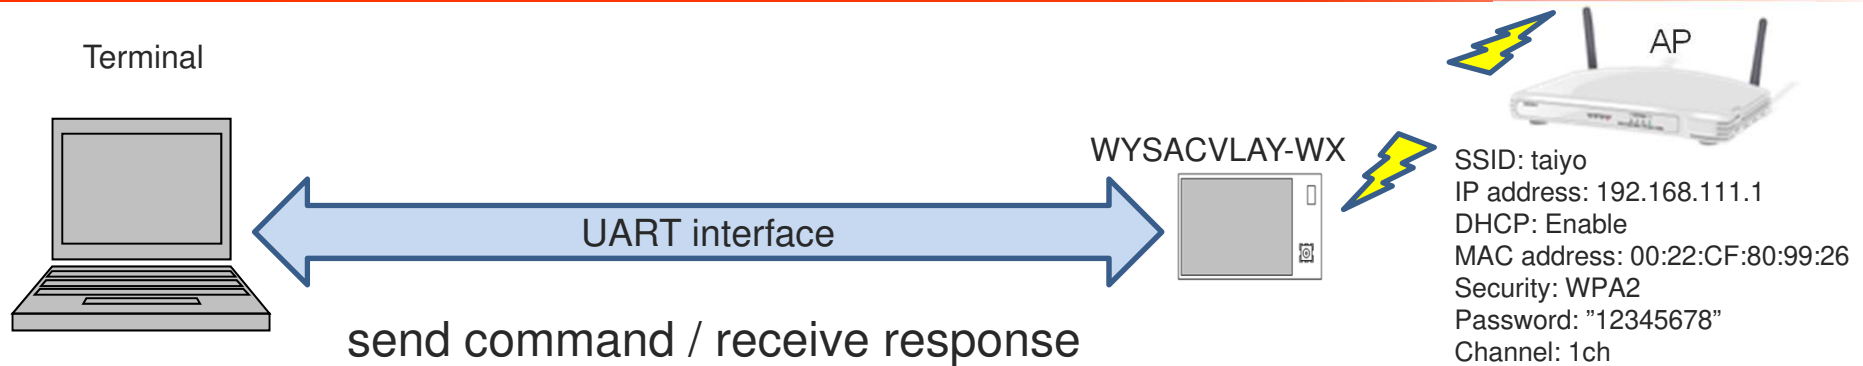 Terminal
AP
WYSACVLAY-WX
UART interface
send command / receive response
SSID: taiyo
IP address: 192.168.111.1
DHCP: Enable
MAC address: 00:22:CF:80:99:26
Security: WPA2
Password: ”12345678”
Channel: 1ch